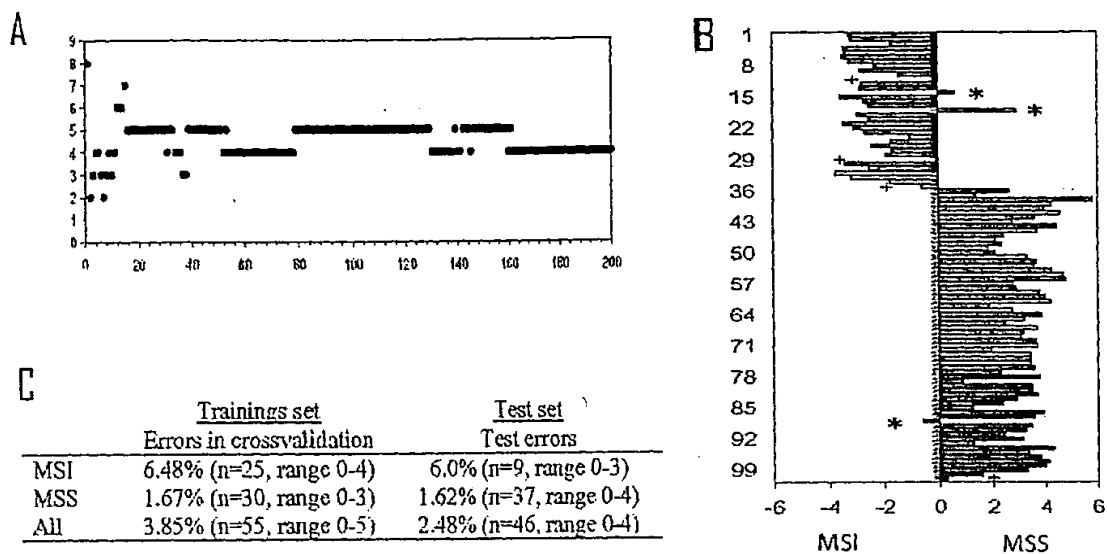 A
9
8
7
6
5
4
3
2
1
0
0 20 40 60 80 100 120 140 160 180 200
B
1
8
15
22
29
36
43
50
57
64
71
78
85
92
99
+
*
*
+
+
*
+
-6 -4 -2 0 2 4 6
MSI MSS
C
Trainings set Test set
Errors in crossvalidation Test errors
MSI 6.48% (n=25, range 0-4) 6.0% (n=9, range 0-3)
MSS 1.67% (n=30, range 0-3) 1.62% (n=37, range 0-4)
All 3.85% (n=55, range 0-5) 2.48% (n=46, range 0-4)